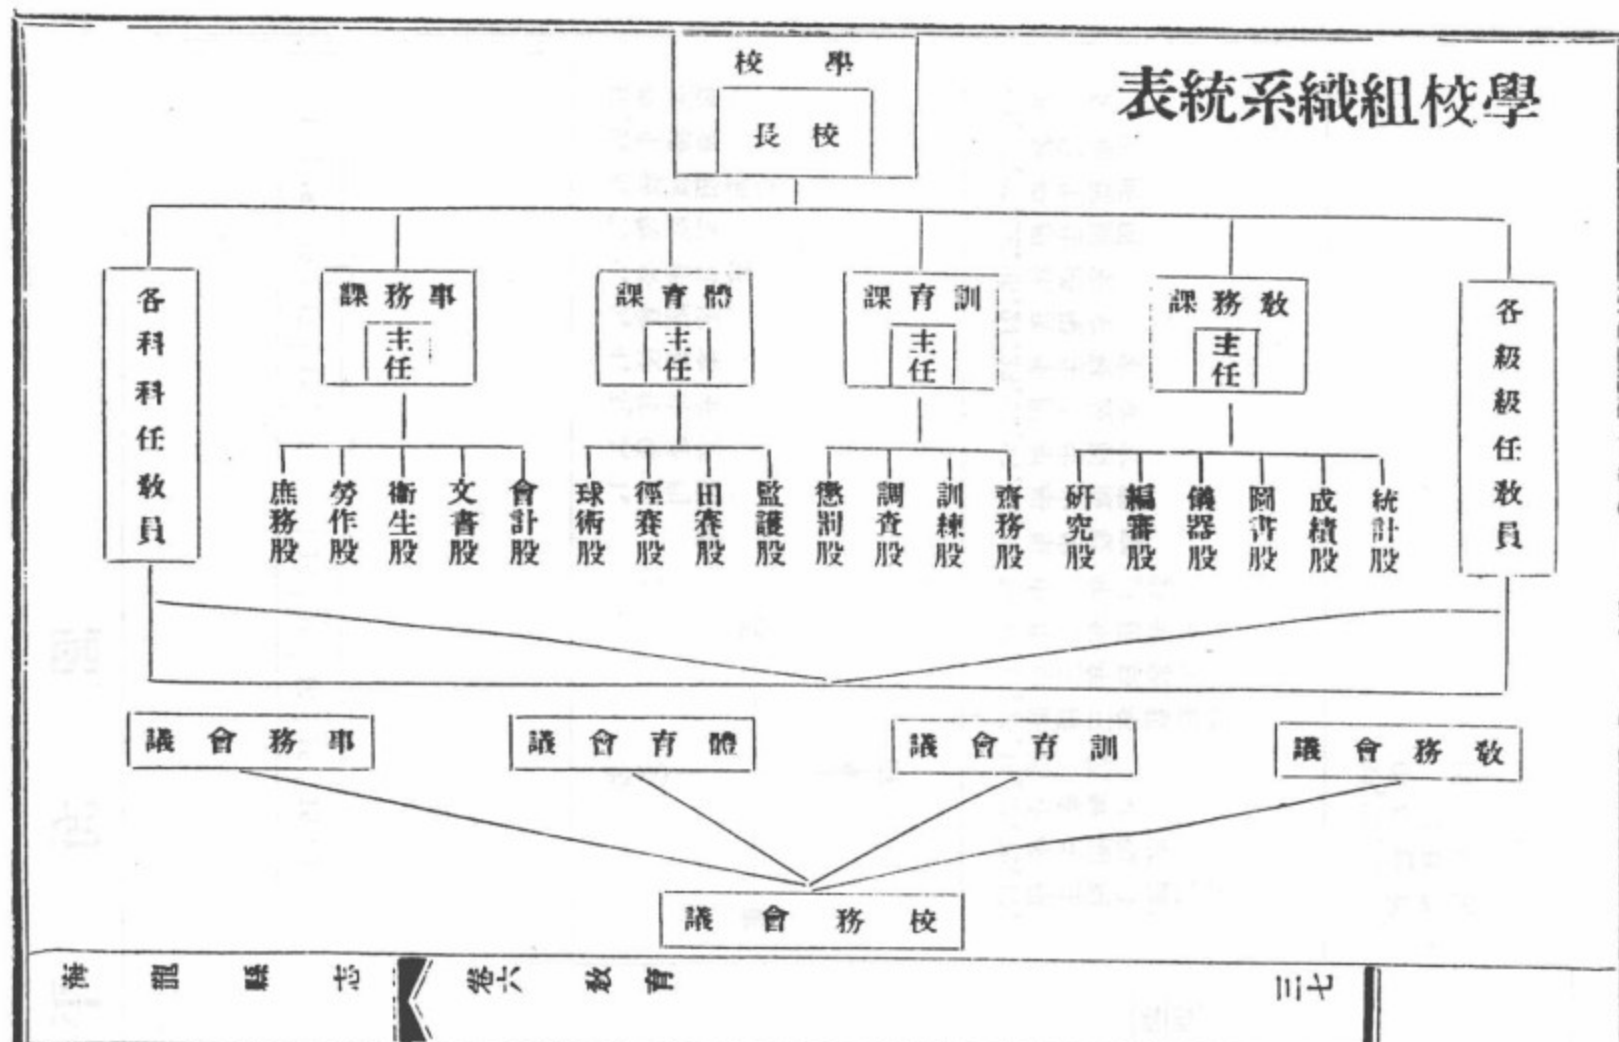 學校組織系統表
學校
校長
各級級任教員
教務課
主任
訓育課
主任
體育課
主任
事務課
主任
各科科任教員
統計股
成績股
圖書股
儀器股
編審股
研究股
齋務股
訓練股
調查股
懲罰股
監護股
田賽股
徑賽股
球術股
會計股
文書股
衞生股
勞作股
庶務股
教務會議
訓育會議
體育會議
事務會議
校務會議
海龍縣志
卷六 教育
三七